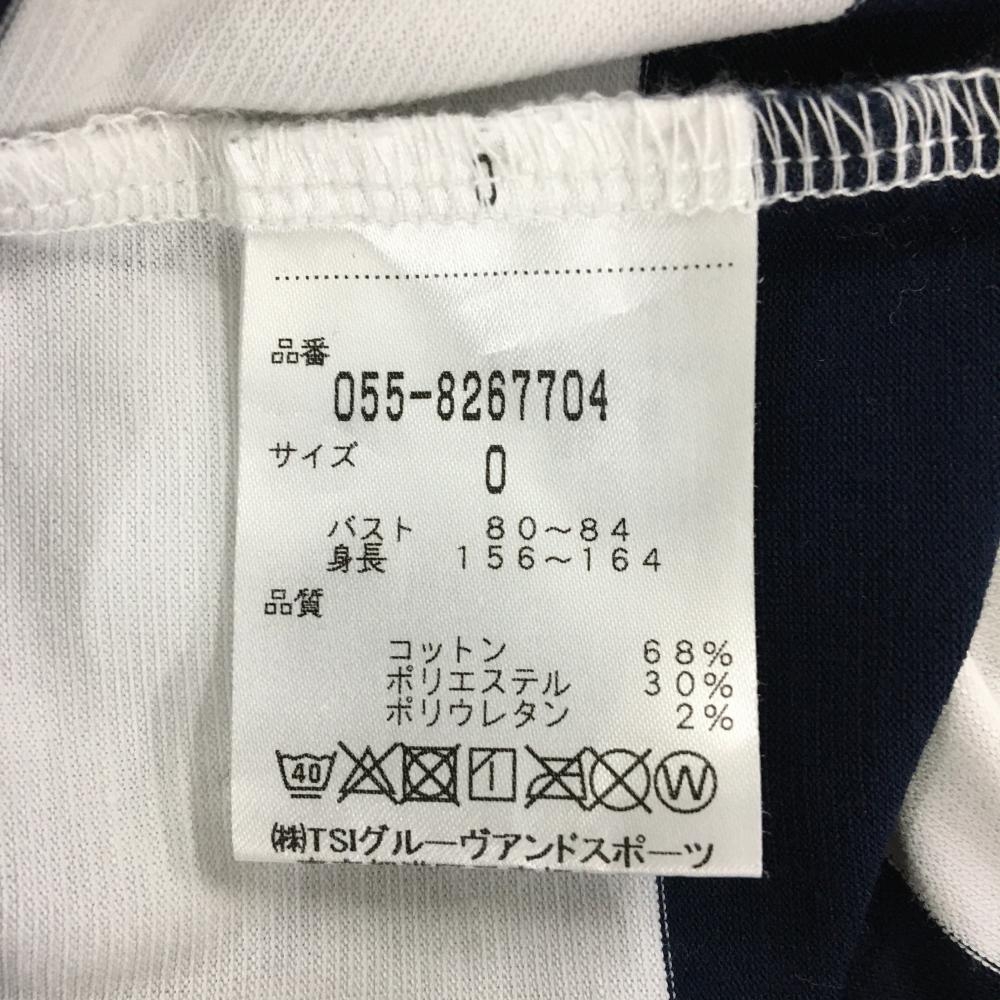 品番
055-8267704
サイズ 0
バスト 80～84
身長 156～164
品質
コットン 68%
ポリエステル 30%
ポリウレタン 2%
40 W
㈱TSIグルーヴアンドスポーツ